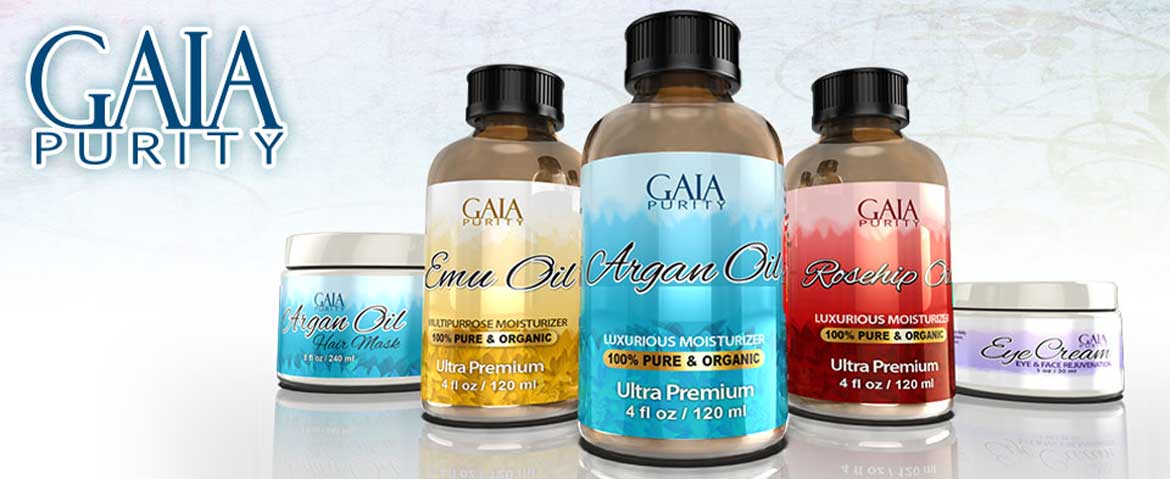 GAIA
PURITY
GAIA
PURITY
Argan Oil
Hair Mask
8 fl oz/ 240 ml
GAIA
PURITY
Emu Oil
MULTIPURPOSE MOISTURIZER
100% PURE & ORGANIC
Ultra Premium
4 fl oz / 120 ml
GAIA
PURITY
Argan Oil
LUXURIOUS MOISTURIZER
100% PURE & ORGANIC
Ultra Premium
4 fl oz / 120 ml
GAIA
PURITY
Rosehip
LUXURIOUS MOISTURIZER
100% PURE & ORGANIC
Ultra Premium
4 fl oz / 120 ml
GAIA
Eye Cream
EYE & FACE REJUVENATION